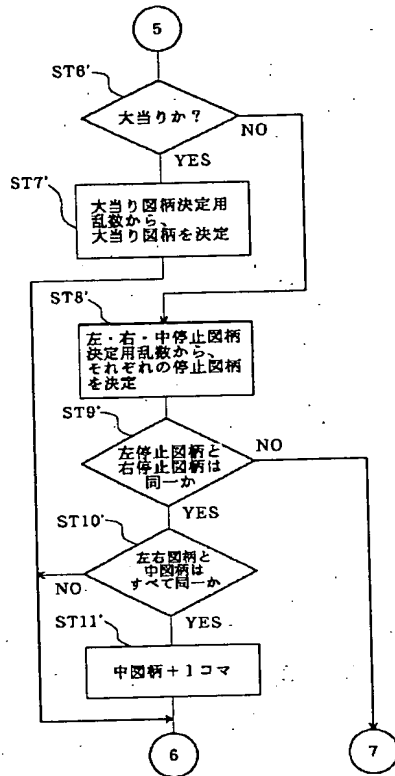 5
ST6'
大当りか？
NO
YES
ST7'
大当り図柄決定用
乱数から、
大当り図柄を決定
ST8'
左・右・中停止図柄
決定用乱数から、
それぞれの停止図柄
を決定
ST9'
左停止図柄と
右停止図柄は
同一か
NO
YES
ST10'
左右図柄と
中図柄は
すべて同一か
NO
YES
ST11'
中図柄＋１コマ
6
7